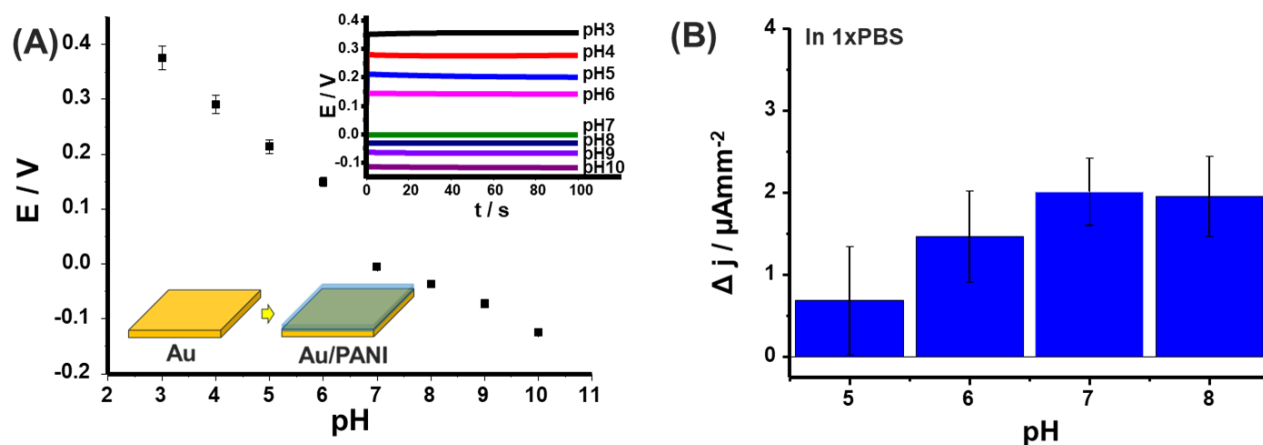 (A)
E / V
0.4
0.3
0.2
0.1
0.0
-0.1
-0.2
2 3 4 5 6 7 8 9 10 11
pH
Au
Au/PANI
E / V
0.4
0.3
0.2
0.1
0.0
-0.1
0 20 40 60 80 100
t / s
pH3
pH4
pH5
pH6
pH7
pH8
pH9
pH10
(B)
In 1xPBS
Δ j / µAmm⁻²
4
3
2
1
0
5 6 7 8
pH